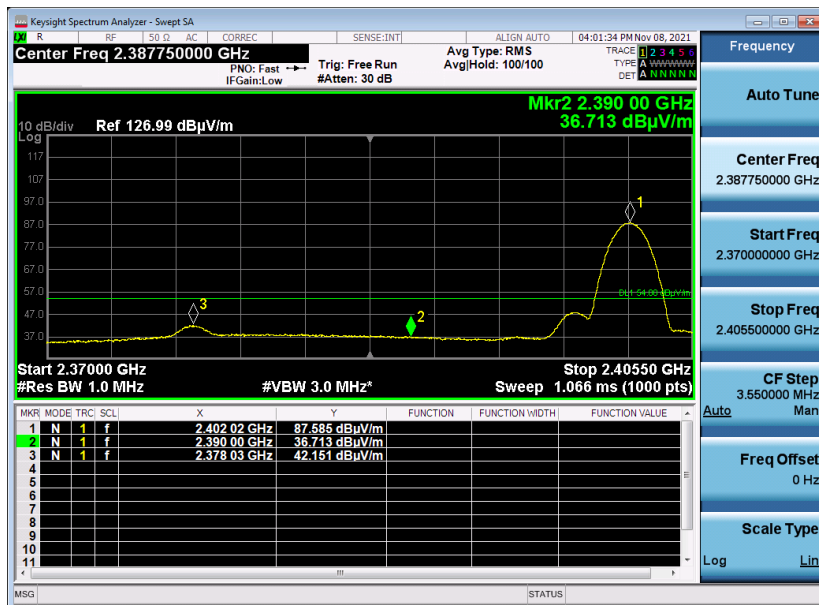 Keysight Spectrum Analyzer - Swept SA
LXI R RF 50 Ω AC CORREC SENSE:INT ALIGN AUTO 04:01:34 PM Nov 08, 2021
Center Freq 2.387750000 GHz
PNO: Fast
IFGain:Low
Trig: Free Run
#Atten: 30 dB
Avg Type: RMS
Avg|Hold: 100/100
TRACE 1 2 3 4 5 6
TYPE A WWWWW
DET A N N N N N
Mkr2 2.390 00 GHz
36.713 dBµV/m
10 dB/div Ref 126.99 dBµV/m
Log
117
107
97.0
87.0
77.0
67.0
57.0
47.0
37.0
1
2
3
DL1 54.00 dBµV/m
Start 2.37000 GHz Stop 2.40550 GHz
#Res BW 1.0 MHz #VBW 3.0 MHz* Sweep 1.066 ms (1000 pts)
MKR MODE TRC SCL X Y FUNCTION FUNCTION WIDTH FUNCTION VALUE
1 N 1 f 2.402 02 GHz 87.585 dBµV/m
2 N 1 f 2.390 00 GHz 36.713 dBµV/m
3 N 1 f 2.378 03 GHz 42.151 dBµV/m
4
5
6
7
8
9
10
11
MSG STATUS
Frequency
Auto Tune
Center Freq
2.387750000 GHz
Start Freq
2.370000000 GHz
Stop Freq
2.405500000 GHz
CF Step
3.550000 MHz
Auto Man
Freq Offset
0 Hz
Scale Type
Log Lin